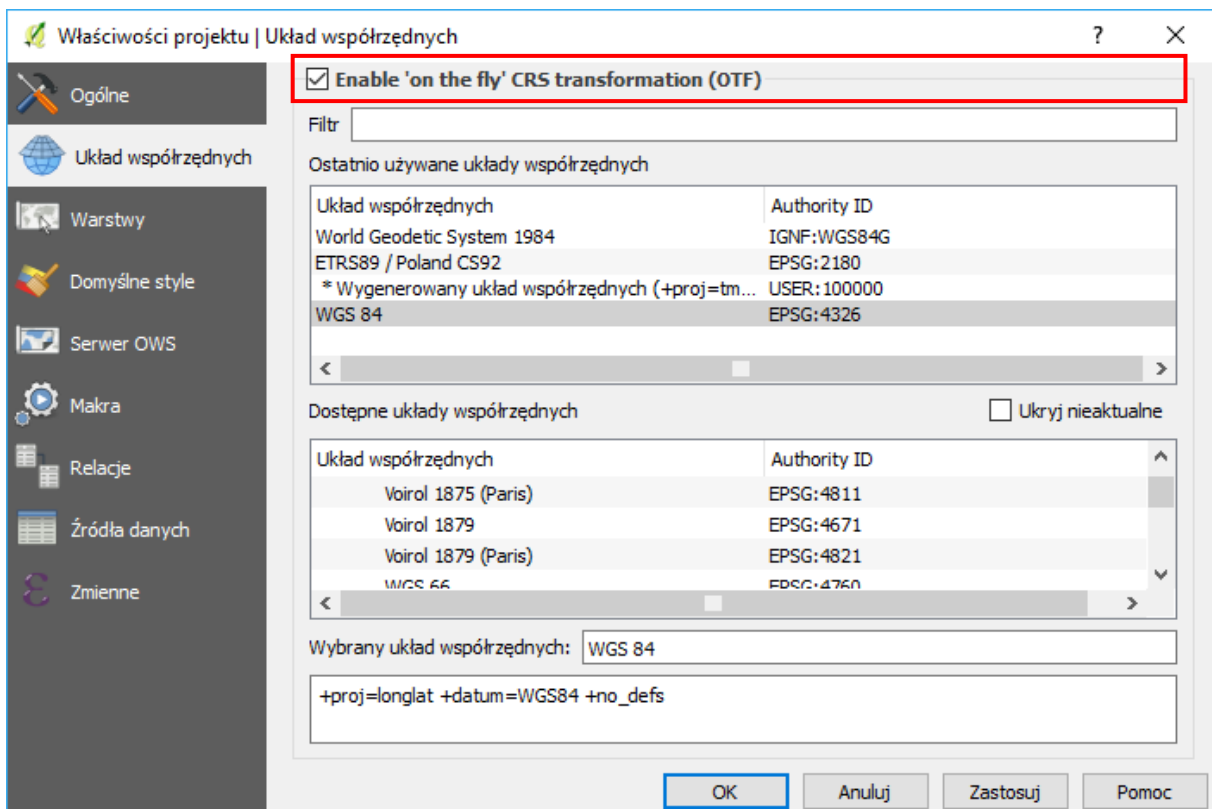 Właściwości projektu | Układ współrzędnych
?
Ogólne
Układ współrzędnych
Warstwy
Domyślne style
Serwer OWS
Makra
Relacje
Źródła danych
Zmienne
Enable 'on the fly' CRS transformation (OTF)
Filtr
Ostatnio używane układy współrzędnych
Układ współrzędnych Authority ID
World Geodetic System 1984 IGNF:WGS84G
ETRS89 / Poland CS92 EPSG:2180
* Wygenerowany układ współrzędnych (+proj=tm... USER:100000
WGS 84 EPSG:4326
Dostępne układy współrzędnych Ukryj nieaktualne
Układ współrzędnych Authority ID
Voirol 1875 (Paris) EPSG:4811
Voirol 1879 EPSG:4671
Voirol 1879 (Paris) EPSG:4821
WGS 66 EPSG:4760
Wybrany układ współrzędnych: WGS 84
+proj=longlat +datum=WGS84 +no_defs
OK Anuluj Zastosuj Pomoc